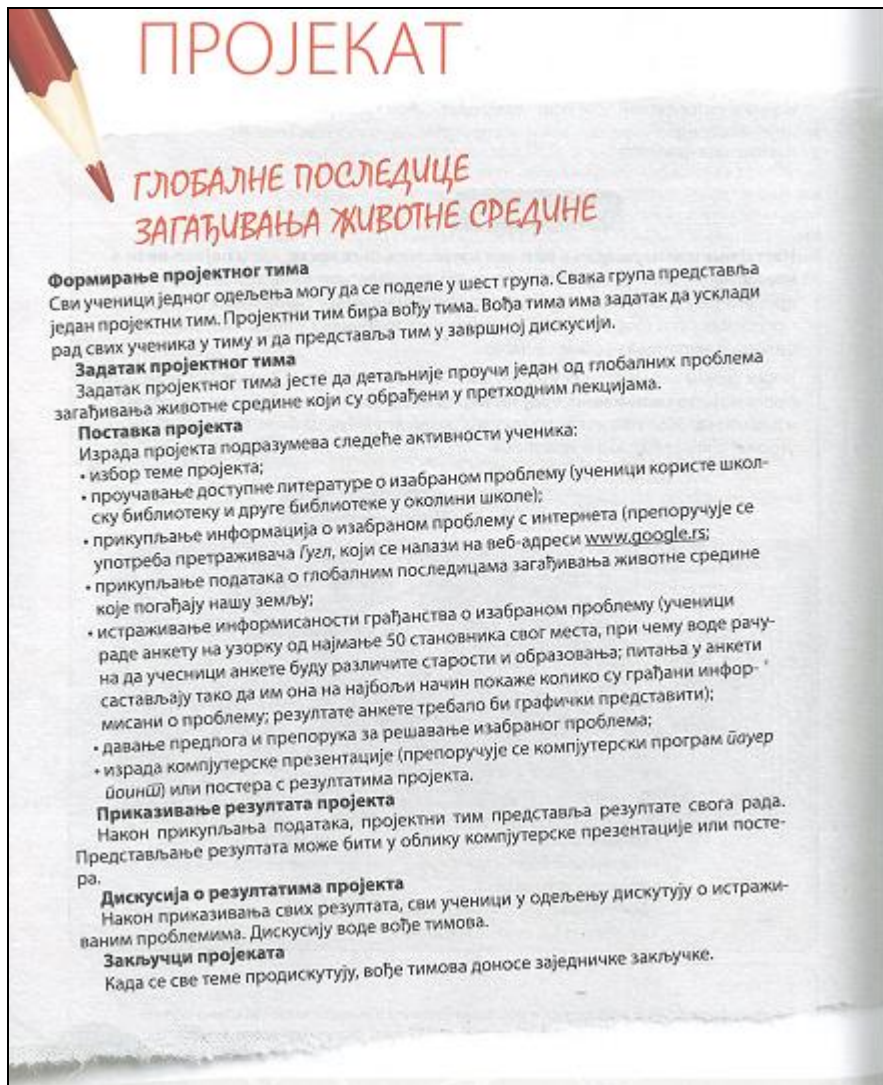 ПРОЈЕКАТ
ГЛОБАЛНЕ ПОСЛЕДИЦЕ
ЗАГАЂИВАЊА ЖИВОТНЕ СРЕДИНЕ
Формирање пројектног тима
Сви ученици једног одељења могу да се поделе у шест група. Свака група представља
један пројектни тим. Пројектни тим бира вођу тима. Вођа тима има задатак да усклади
рад свих ученика у тиму и да представља тим у завршној дискусији.
Задатак пројектног тима
Задатак пројектног тима јесте да детаљније проучи један од глобалних проблема
загађивања животне средине који су обрађени у претходним лекцијама.
Поставка пројекта
Израда пројекта подразумева следеће активности ученика:
• избор теме пројекта;
• проучавање доступне литературе о изабраном проблему (ученици користе школ-
ску библиотеку и друге библиотеке у околини школе);
• прикупљање информација о изабраном проблему с интернета (препоручује се
употреба претраживача Гугл, који се налази на веб-адреси www.google.rs;
• прикупљање података о глобалним последицама загађивања животне средине
које погађају нашу земљу;
• истраживање информисаности грађанства о изабраном проблему (ученици
раде анкету на узорку од најмање 50 становника свог места, при чему воде рачу-
на да учесници анкете буду различите старости и образовања; питања у анкети
састављају тако да им она на најбољи начин покаже колико су грађани инфор-
мисани о проблему; резултате анкете требало би графички представити);
• давање предлога и препорука за решавање изабраног проблема;
• израда компјутерске презентације (препоручује се компјутерски програм пауер
поинт) или постера с резултатима пројекта.
Приказивање резултата пројекта
Након прикупљања података, пројектни тим представља резултате свога рада.
Представљање резултата може бити у облику компјутерске презентације или посте-
ра.
Дискусија о резултатима пројекта
Након приказивања свих резултата, сви ученици у одељењу дискутују о истражи-
ваним проблемима. Дискусију воде вође тимова.
Закључци пројеката
Када се све теме продискутују, вође тимова доносе заједничке закључке.